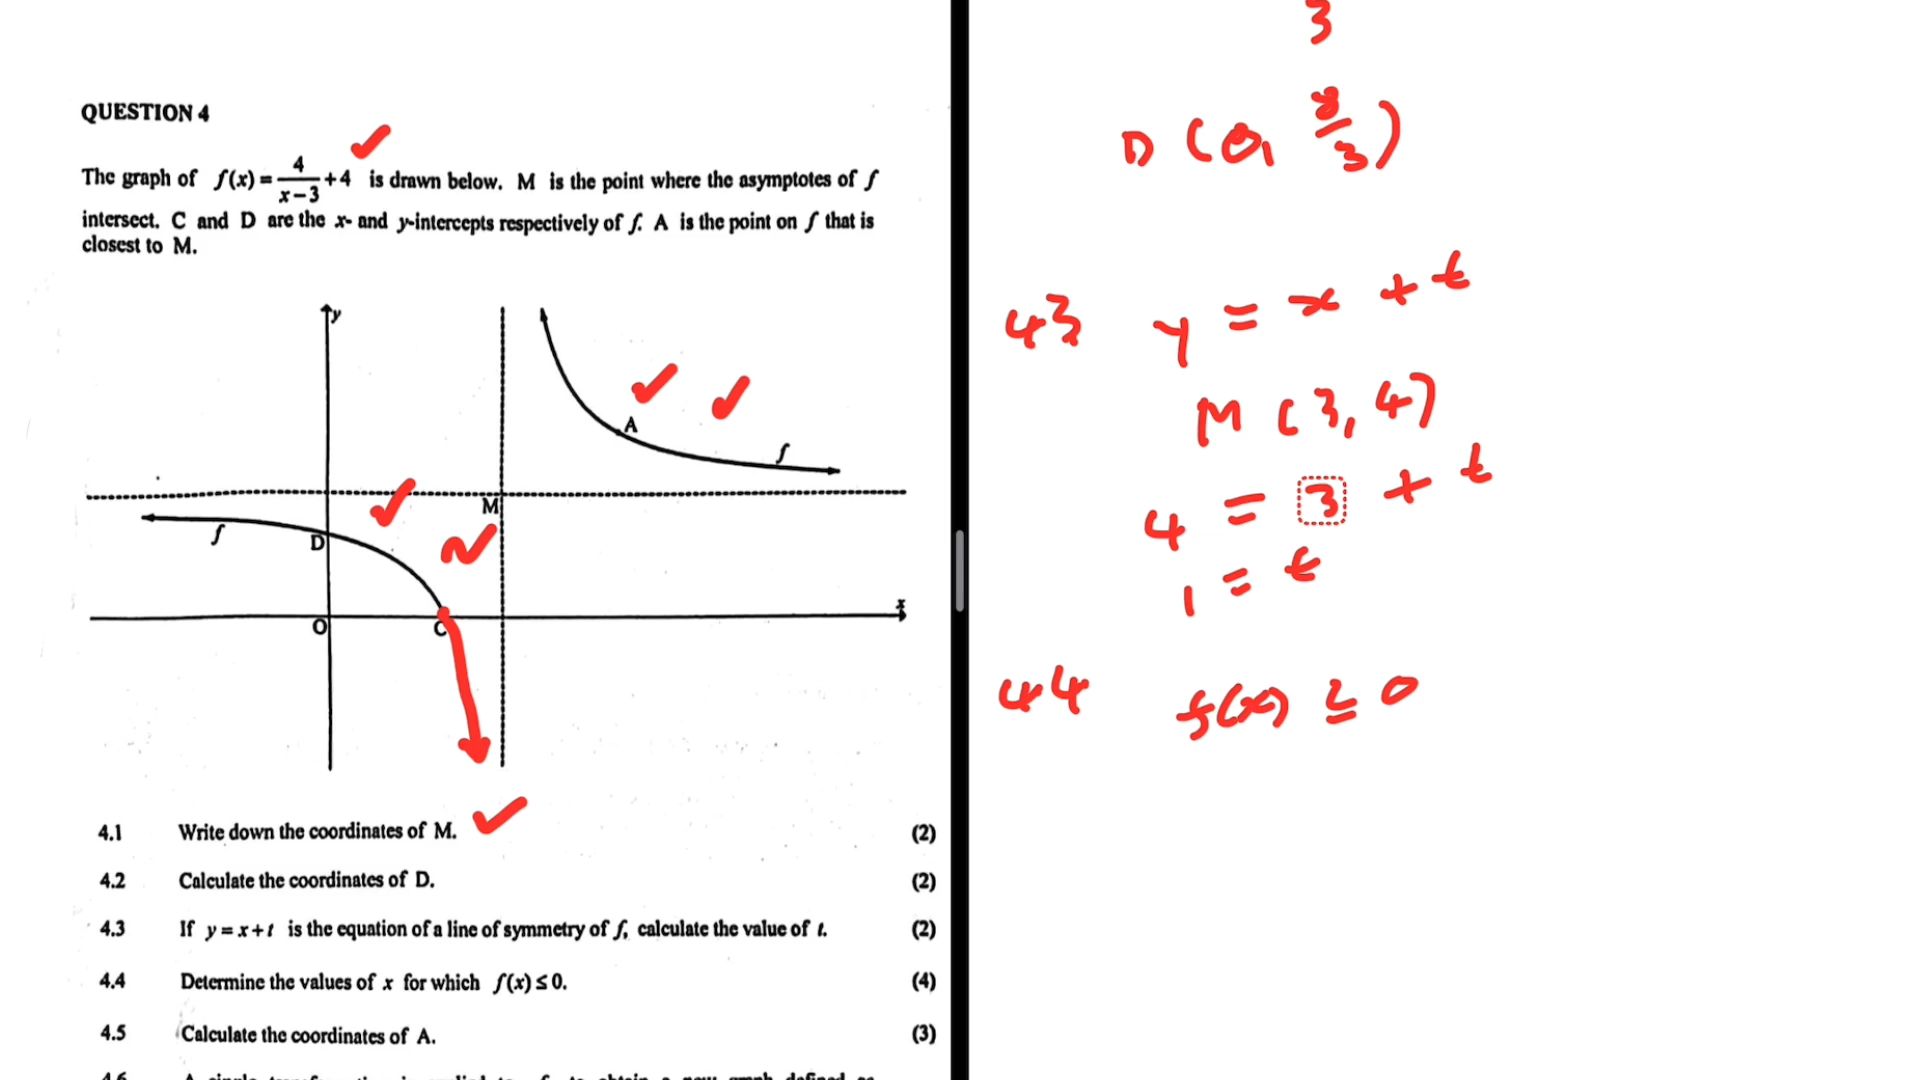 QUESTION 4
The graph of f(x) = 4/(x−3) + 4 is drawn below. M is the point where the asymptotes of f
intersect. C and D are the x- and y-intercepts respectively of f. A is the point on f that is
closest to M.
y
A
f
M
f
D
x
O
C
4.1 Write down the coordinates of M. (2)
4.2 Calculate the coordinates of D. (2)
4.3 If y = x + t is the equation of a line of symmetry of f, calculate the value of t. (2)
4.4 Determine the values of x for which f(x) ≤ 0. (4)
4.5 Calculate the coordinates of A. (3)
3
D (0, 8/3)
43 y = x + t
M (3, 4)
4 = 3 + t
1 = t
44 f(x) ≥ 0